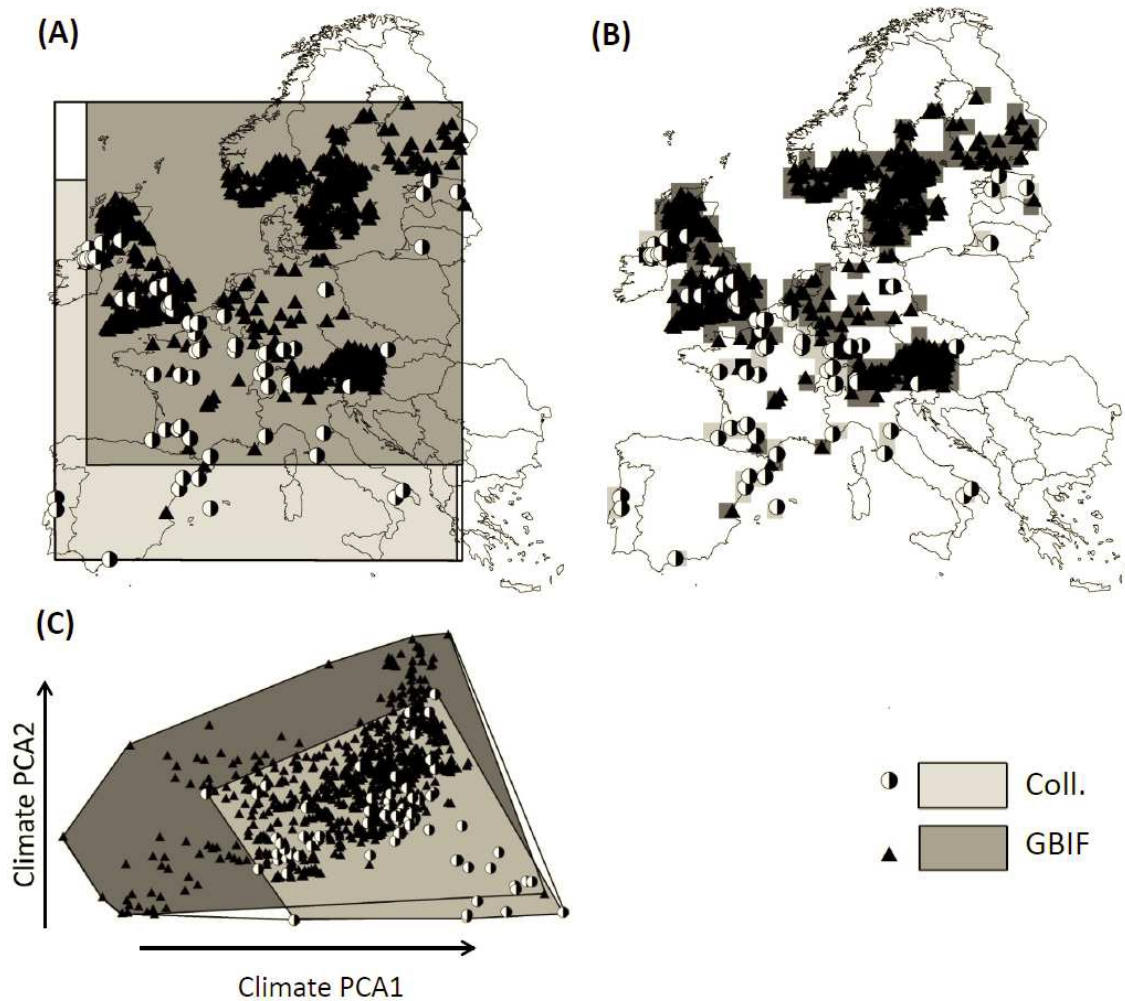 (A)
(B)
(C)
Climate PCA2
Climate PCA1
Coll.
GBIF